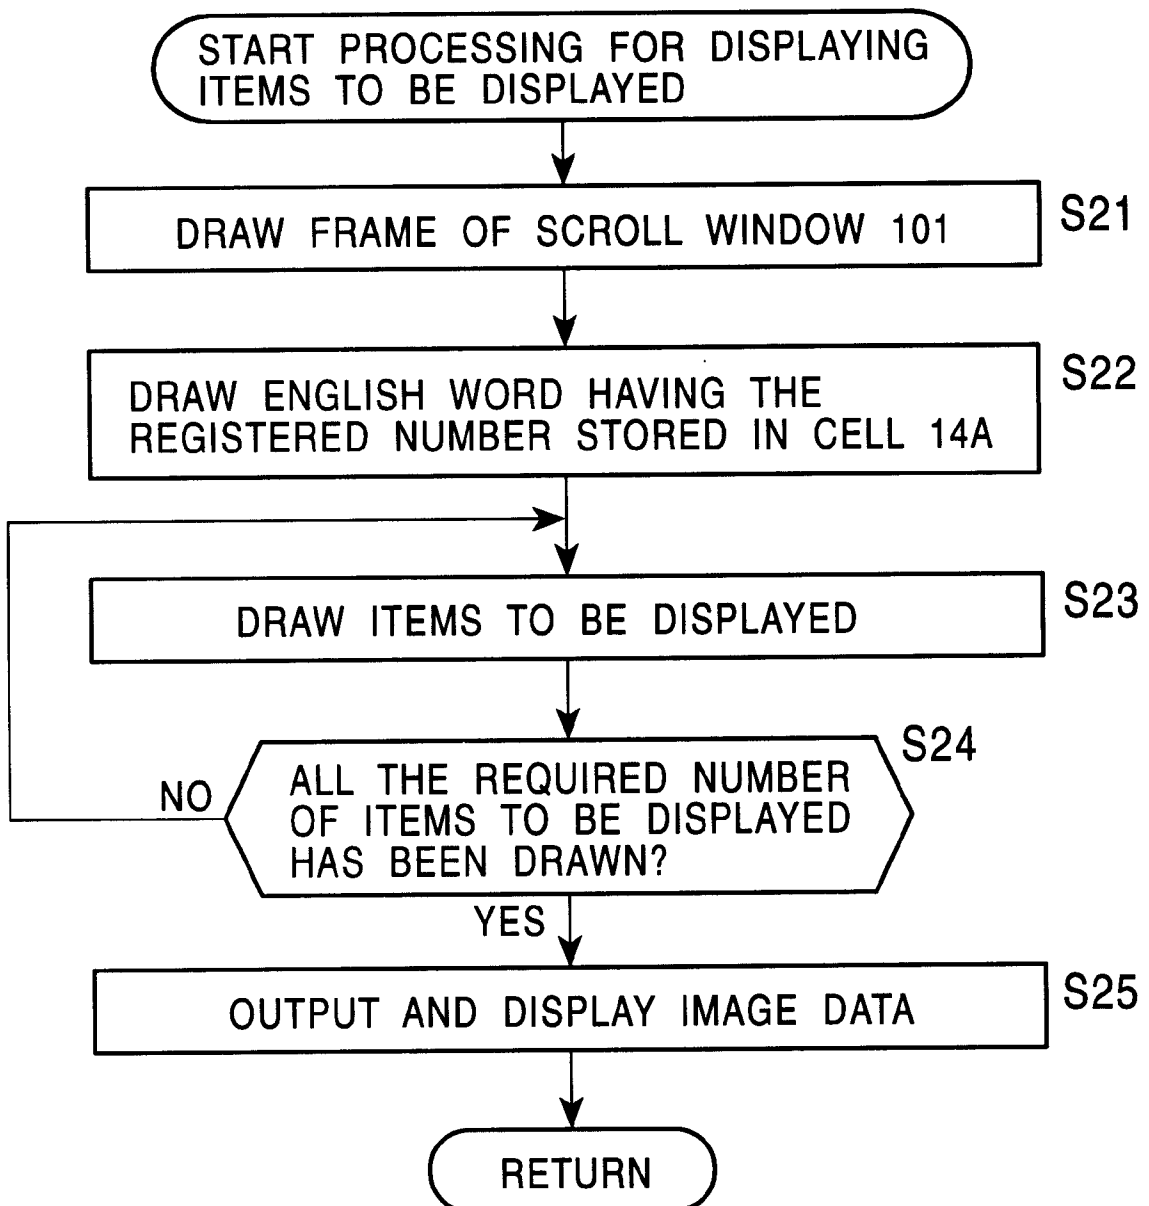 START PROCESSING FOR DISPLAYING
ITEMS TO BE DISPLAYED
DRAW FRAME OF SCROLL WINDOW 101
S21
DRAW ENGLISH WORD HAVING THE
REGISTERED NUMBER STORED IN CELL 14A
S22
DRAW ITEMS TO BE DISPLAYED
S23
S24
ALL THE REQUIRED NUMBER
OF ITEMS TO BE DISPLAYED
HAS BEEN DRAWN?
NO
YES
OUTPUT AND DISPLAY IMAGE DATA
S25
RETURN